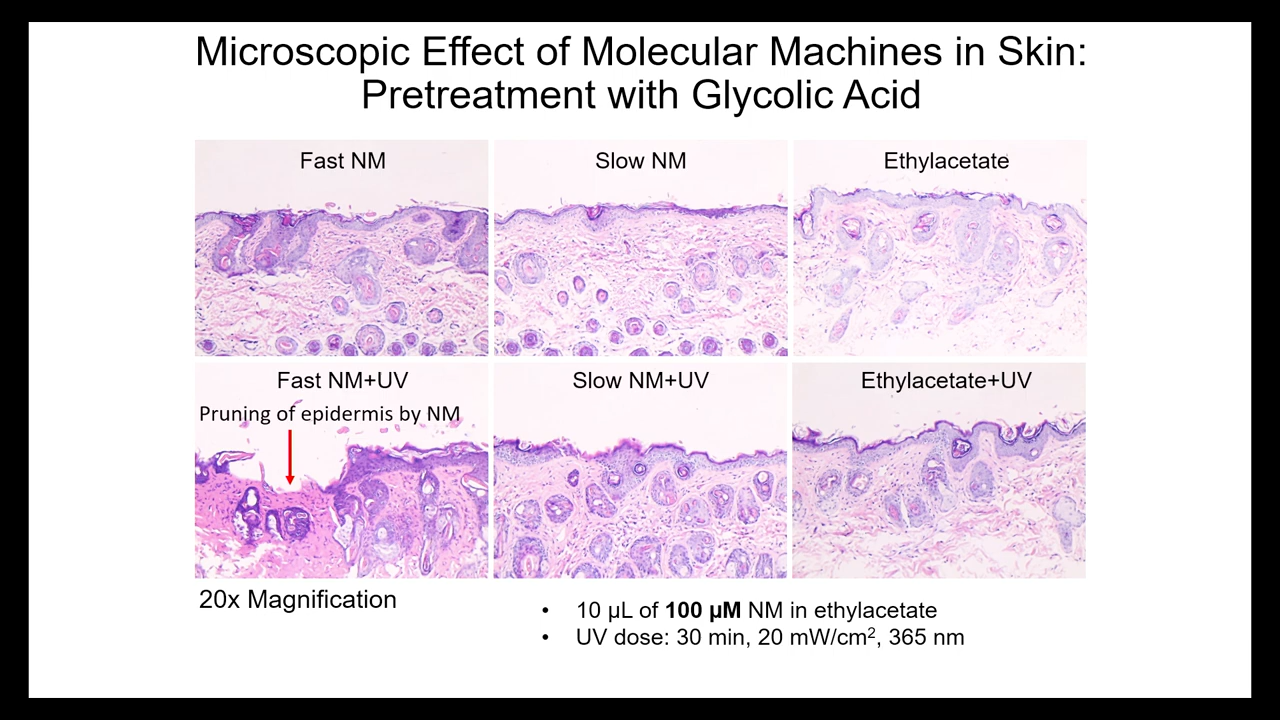 Microscopic Effect of Molecular Machines in Skin:
Pretreatment with Glycolic Acid
Fast NM
Slow NM
Ethylacetate
Fast NM+UV
Slow NM+UV
Ethylacetate+UV
Pruning of epidermis by NM
20x Magnification
• 10 µL of 100 µM NM in ethylacetate
• UV dose: 30 min, 20 mW/cm², 365 nm